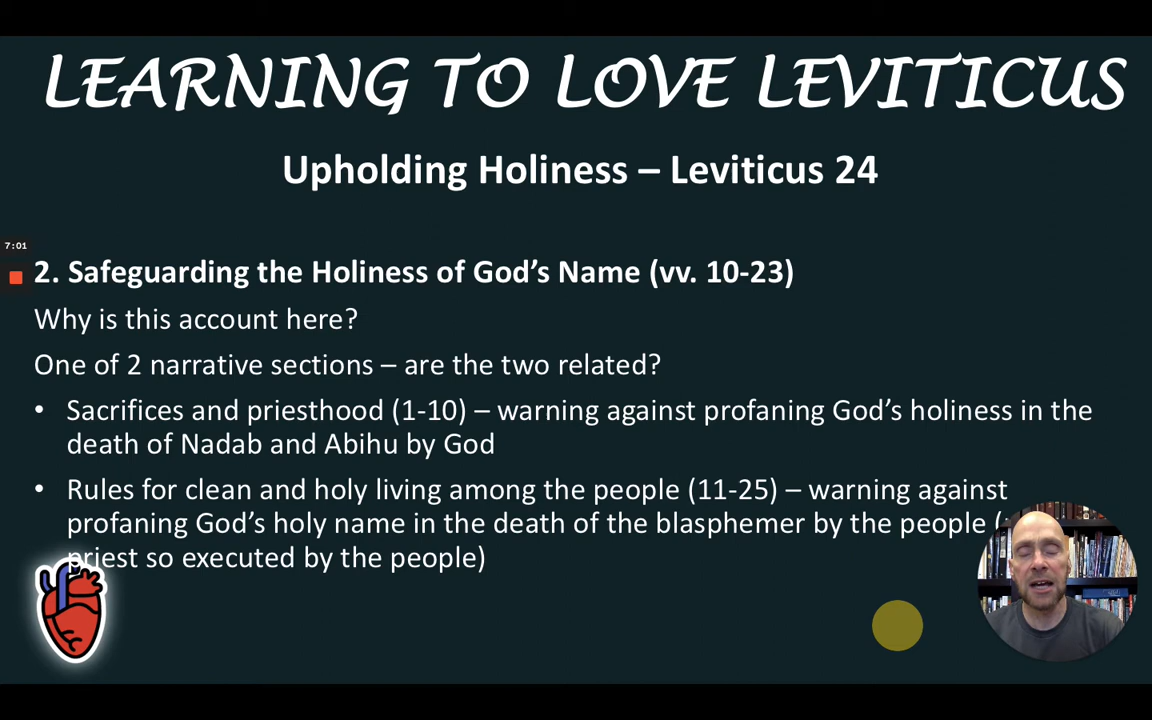 LEARNING TO LOVE LEVITICUS
Upholding Holiness – Leviticus 24
7:01
2. Safeguarding the Holiness of God’s Name (vv. 10-23)
Why is this account here?
One of 2 narrative sections – are the two related?
• Sacrifices and priesthood (1-10) – warning against profaning God’s holiness in the
death of Nadab and Abihu by God
• Rules for clean and holy living among the people (11-25) – warning against
profaning God’s holy name in the death of the blasphemer by the people (
priest so executed by the people)